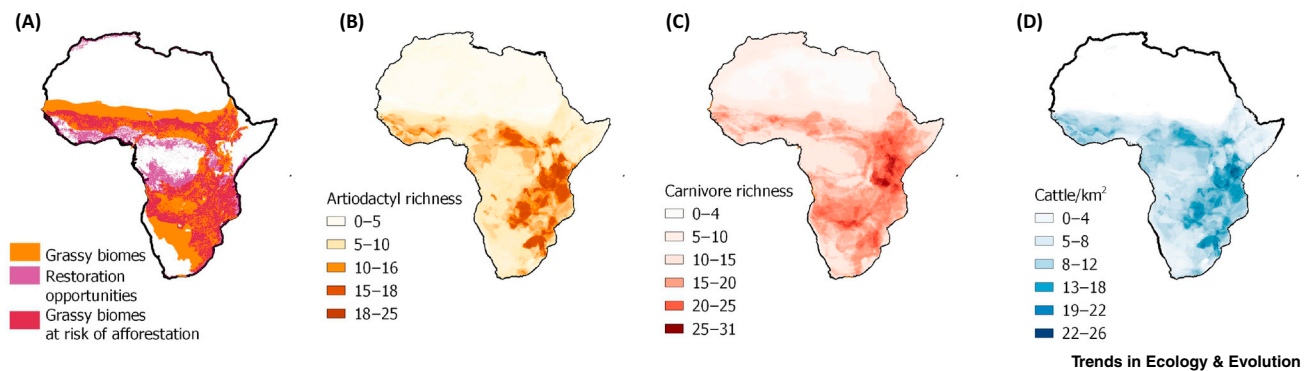 (A)
Grassy biomes
Restoration
opportunities
Grassy biomes
at risk of afforestation
(B)
Artiodactyl richness
0–5
5–10
10–16
15–18
18–25
(C)
Carnivore richness
0–4
5–10
10–15
15–20
20–25
25–31
(D)
Cattle/km²
0–4
5–8
8–12
13–18
19–22
22–26
Trends in Ecology & Evolution